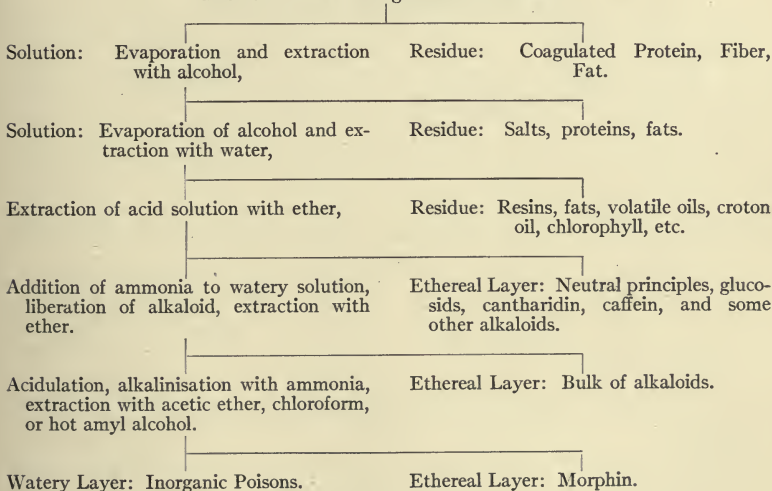 Solution: Evaporation and extraction
with alcohol,
Residue: Coagulated Protein, Fiber,
Fat.
Solution: Evaporation of alcohol and ex-
traction with water,
Residue: Salts, proteins, fats.
Extraction of acid solution with ether,
Residue: Resins, fats, volatile oils, croton
oil, chlorophyll, etc.
Addition of ammonia to watery solution,
liberation of alkaloid, extraction with
ether.
Ethereal Layer: Neutral principles, gluco-
sids, cantharidin, caffein, and some
other alkaloids.
Acidulation, alkalinisation with ammonia,
extraction with acetic ether, chloroform,
or hot amyl alcohol.
Ethereal Layer: Bulk of alkaloids.
Watery Layer: Inorganic Poisons.
Ethereal Layer: Morphin.